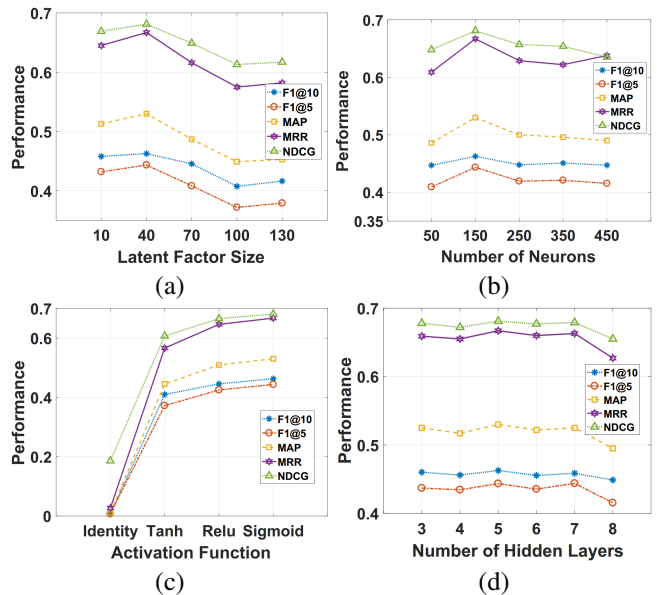 0.7
0.6
0.5
0.4
Performance
F1@10
F1@5
MAP
MRR
NDCG
10 40 70 100 130
Latent Factor Size
(a)
0.7
0.6
0.5
0.4
0.35
Performance
F1@10
F1@5
MAP
MRR
NDCG
50 150 250 350 450
Number of Neurons
(b)
0.7
0.6
0.4
0.2
0
Performance
F1@10
F1@5
MAP
MRR
NDCG
Identity Tanh Relu Sigmoid
Activation Function
(c)
0.7
0.6
0.5
0.4
Performance
F1@10
F1@5
MAP
MRR
NDCG
3 4 5 6 7 8
Number of Hidden Layers
(d)